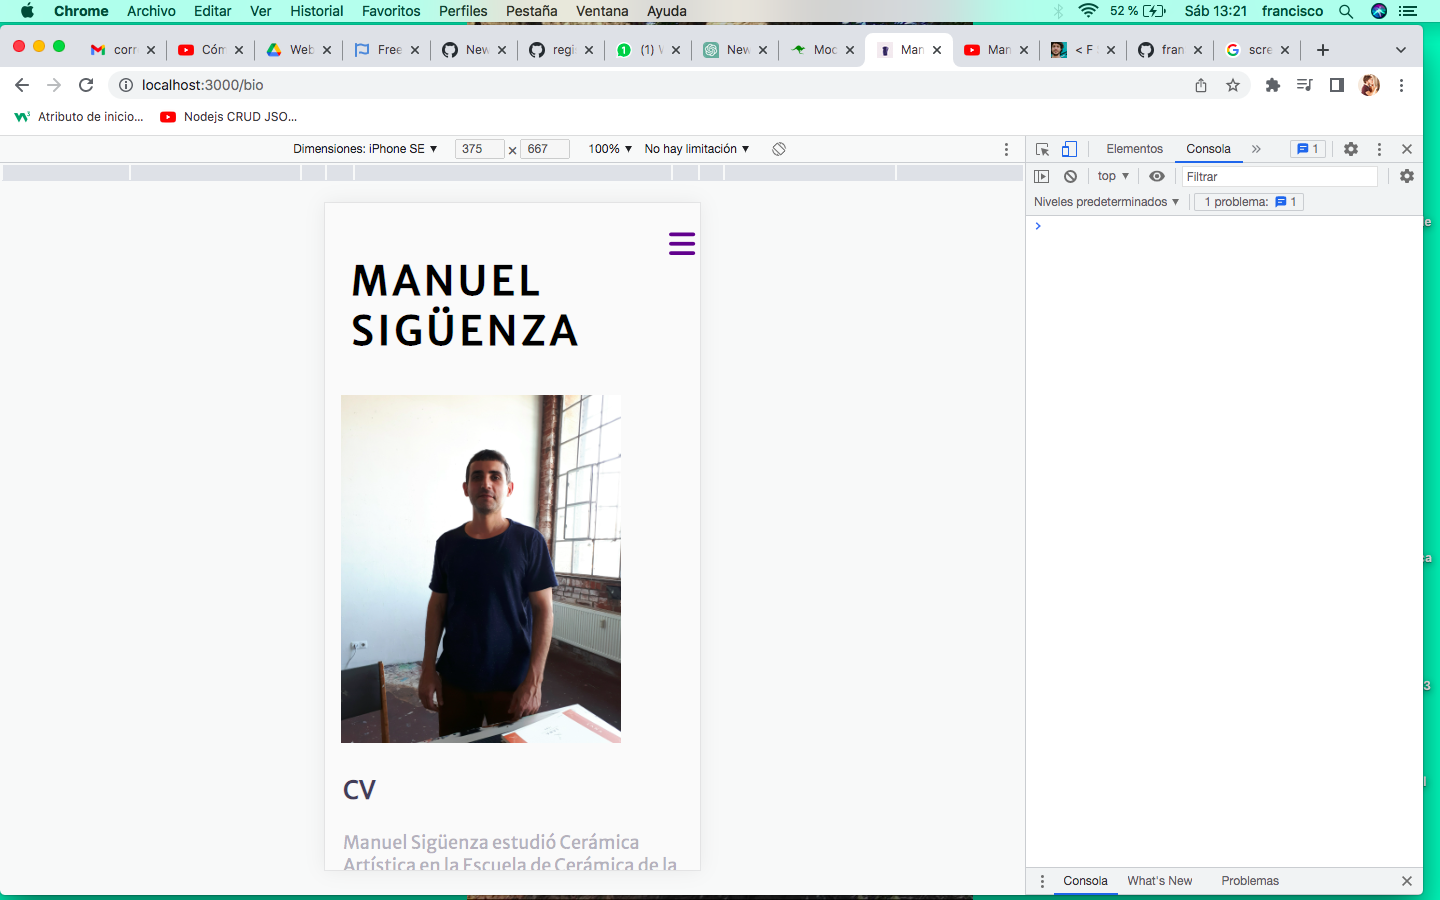 Chrome Archivo Editar Ver Historial Favoritos Perfiles Pestaña Ventana Ayuda 52 % Sáb 13:21 francisco
corr Cóm Web Free New regi (1) New Moc Man Man < F fran scre
localhost:3000/bio
Atributo de inicio... Nodejs CRUD JSO...
Dimensiones: iPhone SE ▼ 375 × 667 100% ▼ No hay limitación ▼
Elementos Consola » 1
top ▼ Filtrar
Niveles predeterminados ▼ 1 problema: 1
MANUEL
SIGÜENZA
CV
Manuel Sigüenza estudió Cerámica
Artística en la Escuela de Cerámica de la
Consola What's New Problemas